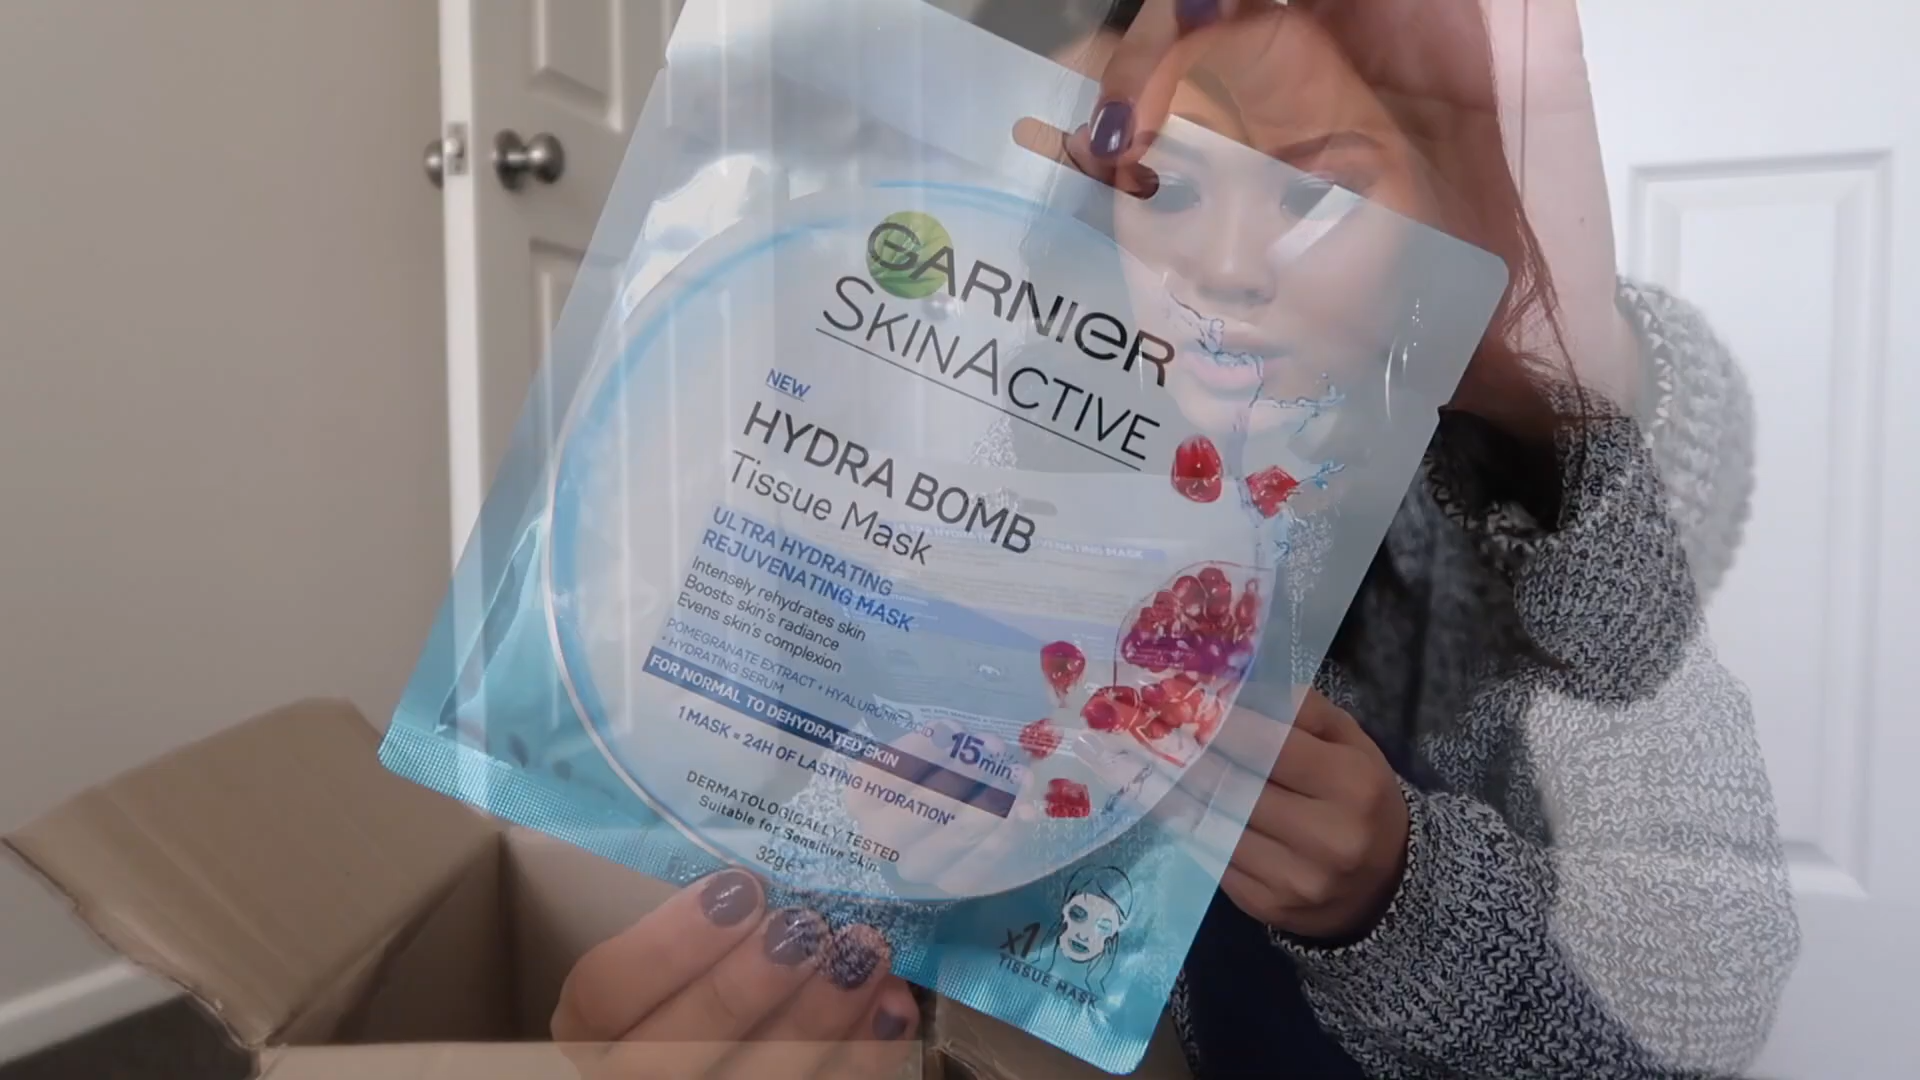 GARNIER
SKINACTIVE
NEW
HYDRA BOMB
Tissue Mask
ULTRA HYDRATING
REJUVENATING MASK
Intensely rehydrates skin
Boosts skin's radiance
Evens skin's complexion
POMEGRANATE EXTRACT + HYALURONIC ACID
+ HYDRATING SERUM
15min
FOR NORMAL TO DEHYDRATED SKIN
1 MASK = 24H OF LASTING HYDRATION*
DERMATOLOGICALLY TESTED
Suitable for Sensitive Skin
32g e
x1
TISSUE MASK